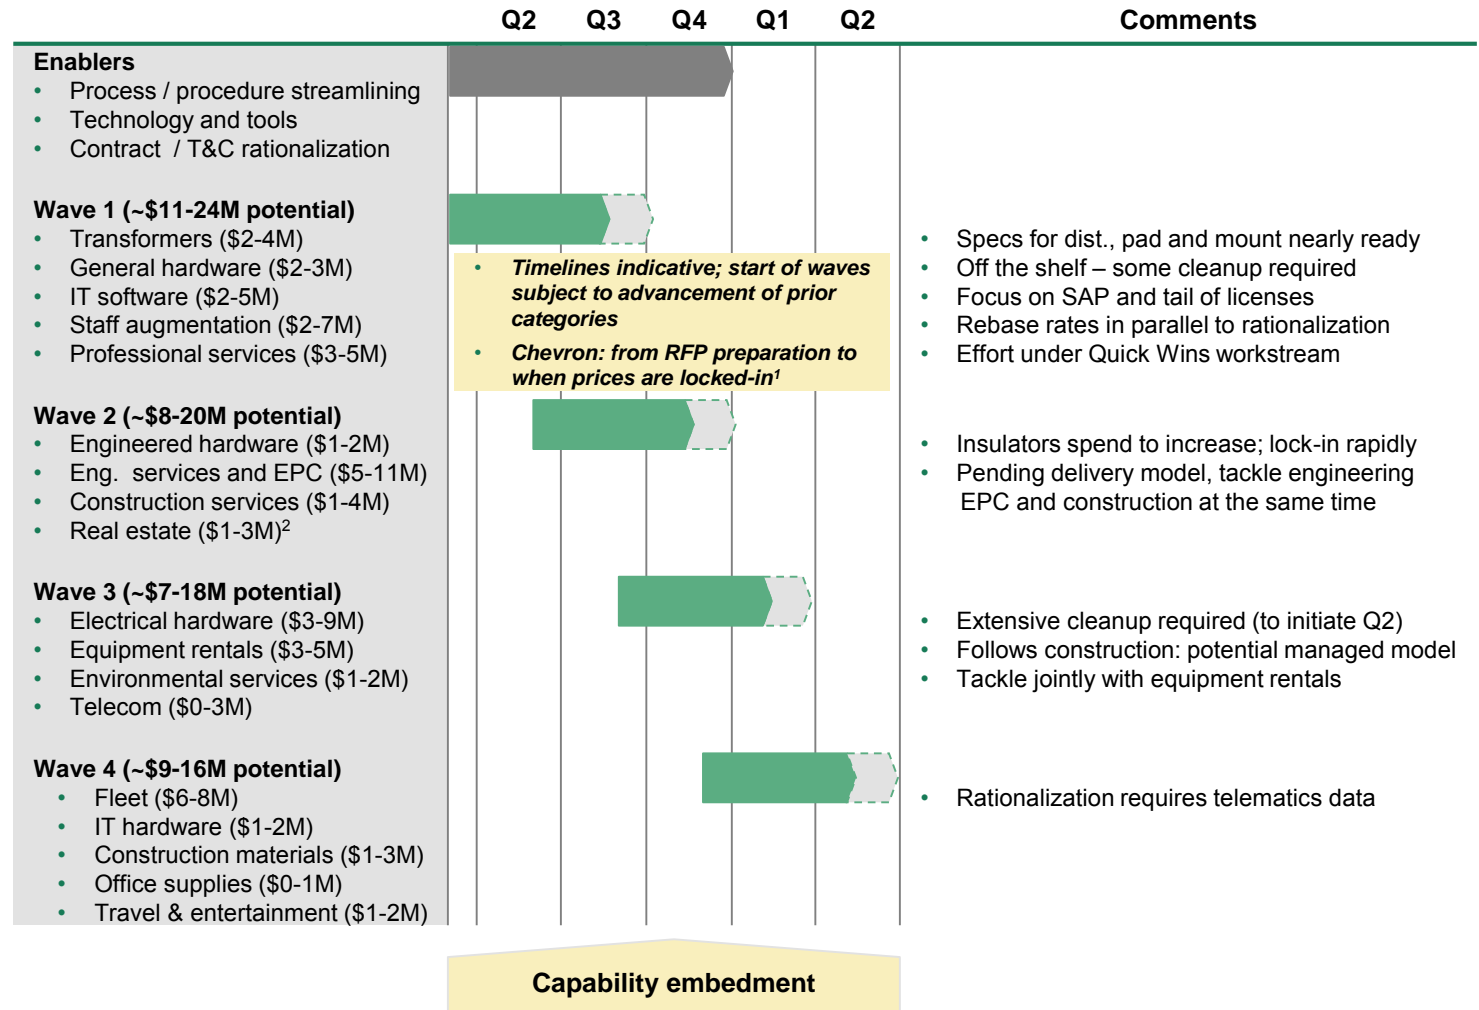 Q2 Q3 Q4 Q1 Q2 Comments
Enablers
• Process / procedure streamlining
• Technology and tools
• Contract / T&C rationalization
Wave 1 (~$11-24M potential)
• Transformers ($2-4M)
• General hardware ($2-3M)
• IT software ($2-5M)
• Staff augmentation ($2-7M)
• Professional services ($3-5M)
• Timelines indicative; start of waves
subject to advancement of prior
categories
• Chevron: from RFP preparation to
when prices are locked-in¹
• Specs for dist., pad and mount nearly ready
• Off the shelf – some cleanup required
• Focus on SAP and tail of licenses
• Rebase rates in parallel to rationalization
• Effort under Quick Wins workstream
Wave 2 (~$8-20M potential)
• Engineered hardware ($1-2M)
• Eng. services and EPC ($5-11M)
• Construction services ($1-4M)
• Real estate ($1-3M)²
• Insulators spend to increase; lock-in rapidly
• Pending delivery model, tackle engineering
EPC and construction at the same time
Wave 3 (~$7-18M potential)
• Electrical hardware ($3-9M)
• Equipment rentals ($3-5M)
• Environmental services ($1-2M)
• Telecom ($0-3M)
• Extensive cleanup required (to initiate Q2)
• Follows construction: potential managed model
• Tackle jointly with equipment rentals
Wave 4 (~$9-16M potential)
• Fleet ($6-8M)
• IT hardware ($1-2M)
• Construction materials ($1-3M)
• Office supplies ($0-1M)
• Travel & entertainment ($1-2M)
• Rationalization requires telematics data
Capability embedment